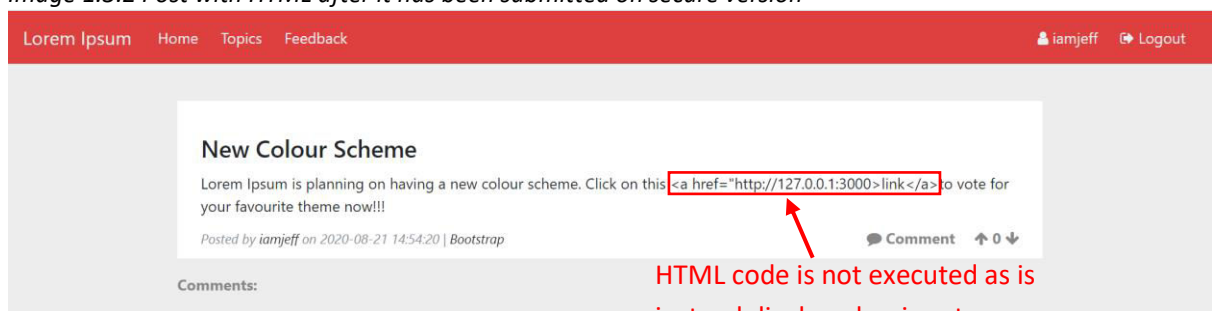 Lorem Ipsum Home Topics Feedback iamjeff Logout
New Colour Scheme
Lorem Ipsum is planning on having a new colour scheme. Click on this <a href="http://127.0.0.1:3000>link</a>to vote for
your favourite theme now!!!
Posted by iamjeff on 2020-08-21 14:54:20 | Bootstrap Comment 0
HTML code is not executed as is
Comments: